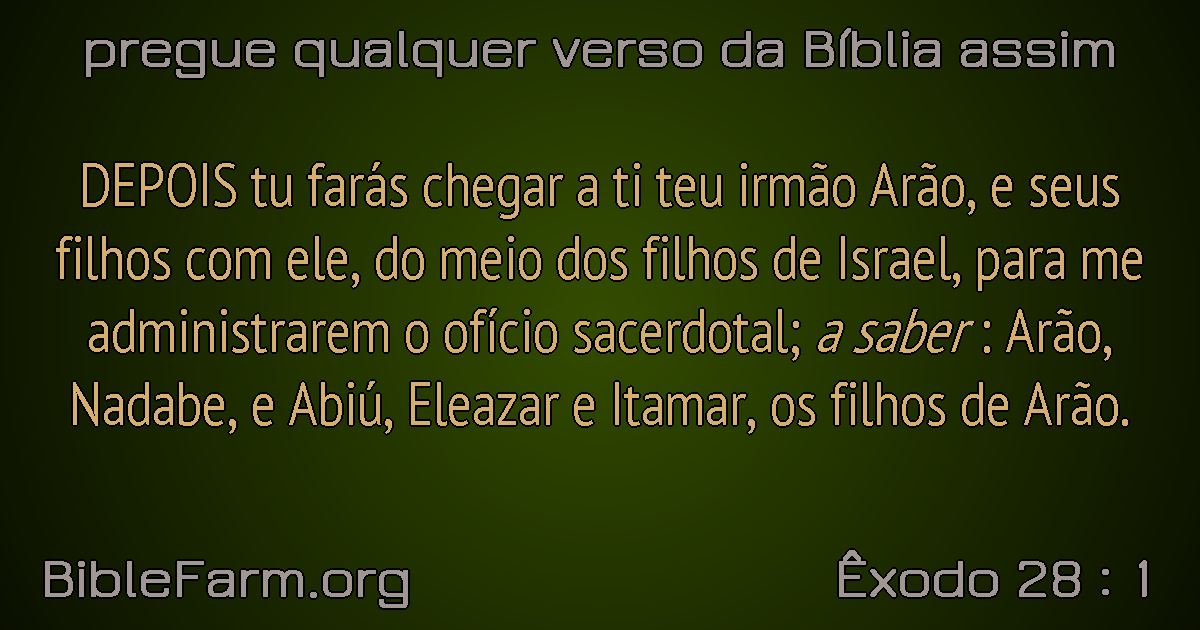 pregue qualquer verso da Bíblia assim
DEPOIS tu farás chegar a ti teu irmão Arão, e seus
filhos com ele, do meio dos filhos de Israel, para me
administrarem o ofício sacerdotal; a saber : Arão,
Nadabe, e Abiú, Eleazar e Itamar, os filhos de Arão.
BibleFarm.org
Êxodo 28 : 1